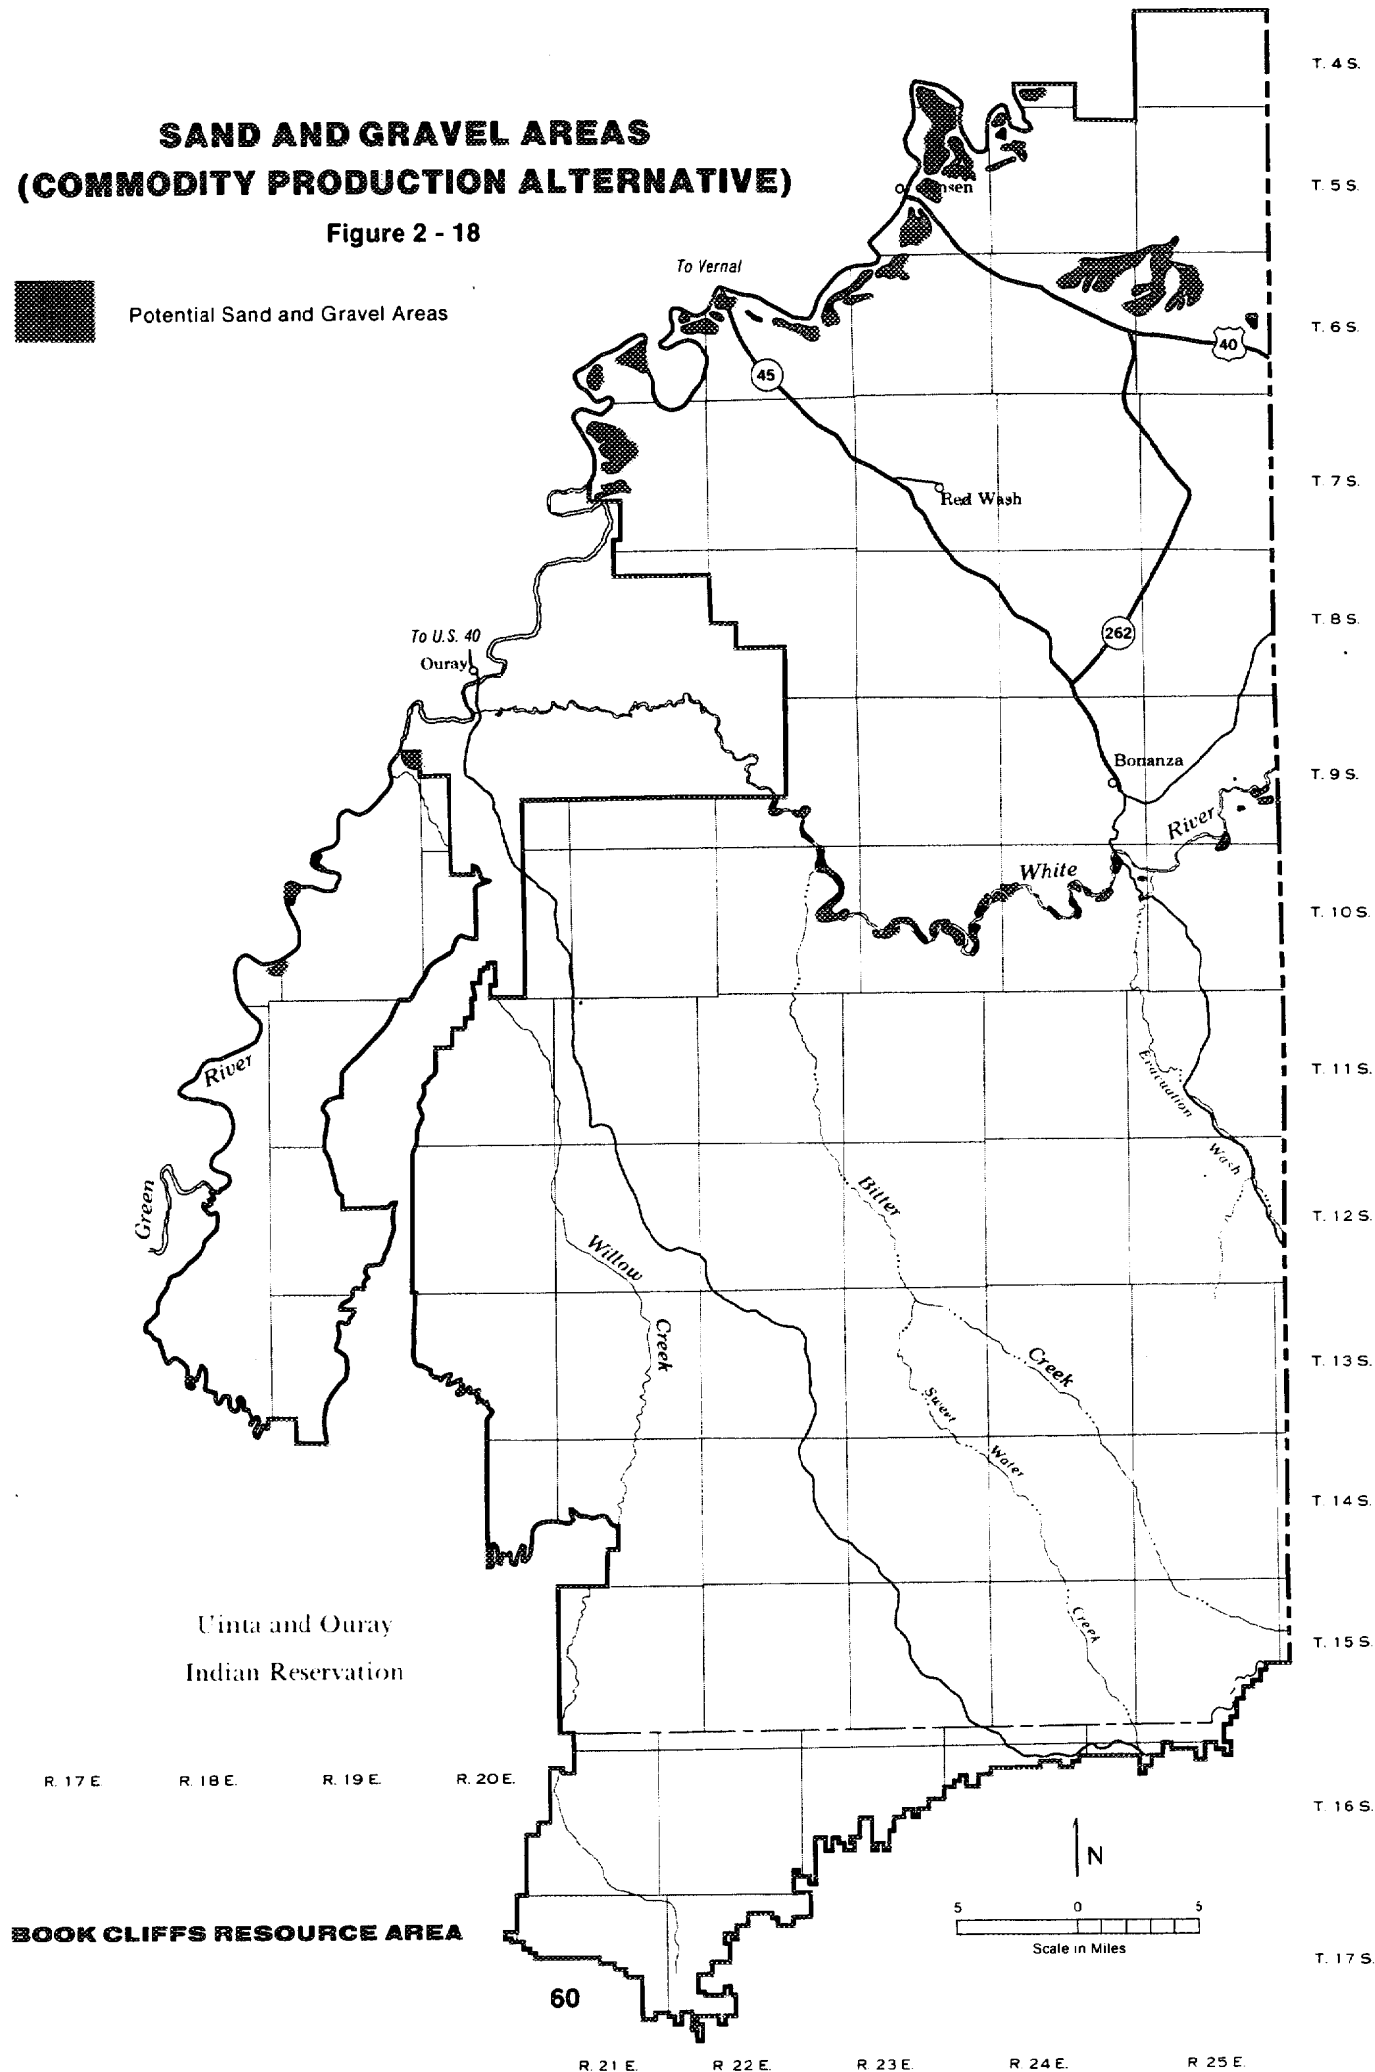 T. 4 S.
SAND AND GRAVEL AREAS
(COMMODITY PRODUCTION ALTERNATIVE)
Figure 2 - 18
T. 5 S.
To Vernal
Potential Sand and Gravel Areas
T. 6 S.
40
45
T. 7 S.
Red Wash
T. 8 S.
To U.S. 40
262
Ouray
Bonanza
T. 9 S.
River
White
T. 10 S.
River
T. 11 S.
Evacuation
Wash
Green
Bitter
T. 12 S.
Willow
Creek
Creek
T. 13 S.
Sweet
Water
T. 14 S.
Uinta and Ouray
Indian Reservation
Creek
T. 15 S.
R. 17 E.
R. 18 E.
R. 19 E.
R. 20 E.
T. 16 S.
N
5 0 5
Scale in Miles
BOOK CLIFFS RESOURCE AREA
T. 17 S.
60
R. 21 E.
R. 22 E.
R. 23 E.
R. 24 E.
R. 25 E.